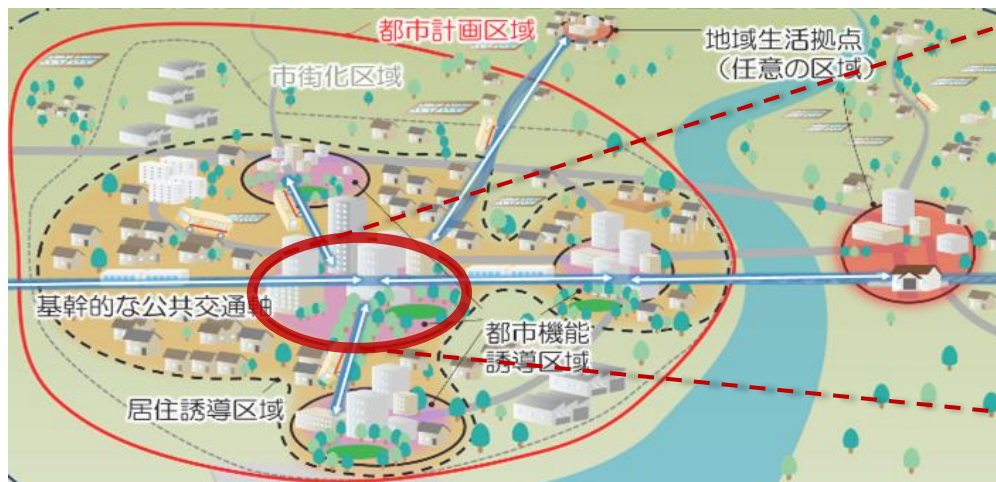 都市計画区域
地域生活拠点
（任意の区域）
市街化区域
基幹的な公共交通軸
都市機能
誘導区域
居住誘導区域